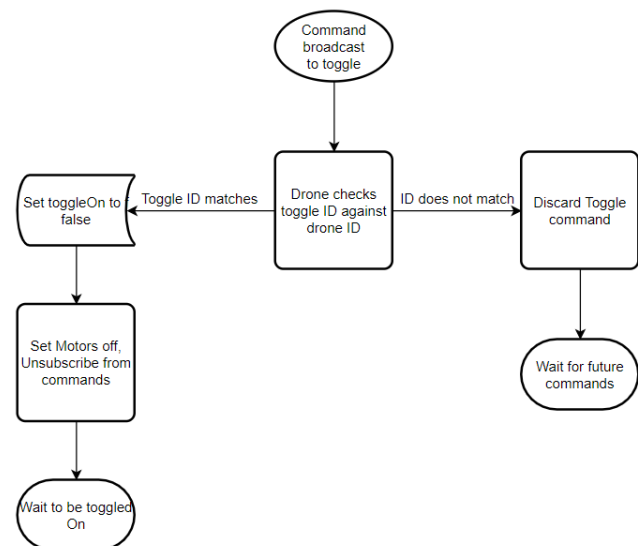 Command
broadcast
to toggle
Set toggleOn to
false
Toggle ID matches
Drone checks
toggle ID against
drone ID
ID does not match
Discard Toggle
command
Set Motors off,
Unsubscribe from
commands
Wait for future
commands
Wait to be toggled
On